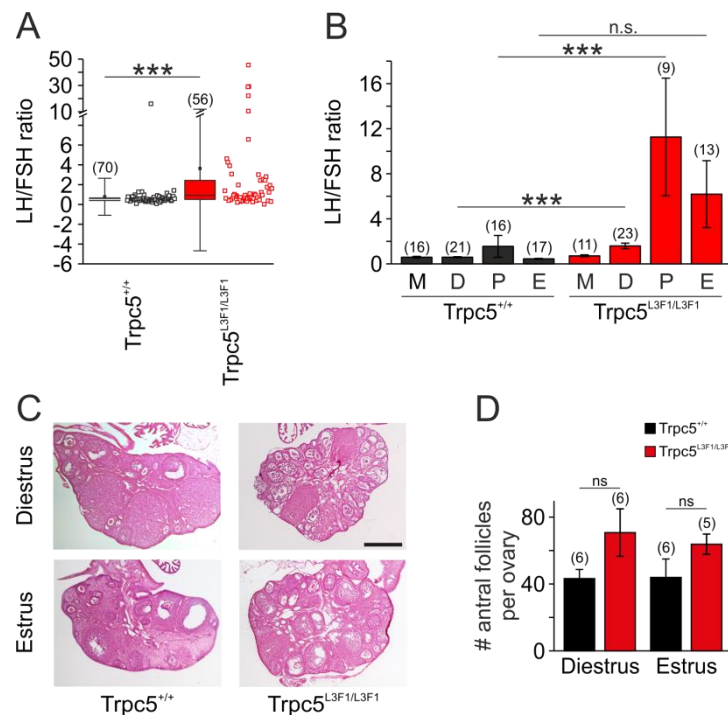 A
LH/FSH ratio
50
40
30
20
10
6
4
2
0
-2
-4
-6
***
(70)
(56)
Trpc5+/+
Trpc5L3F1/L3F1
B
LH/FSH ratio
16
12
8
4
0
n.s.
***
***
(16)
(21)
(16)
(17)
(11)
(23)
(9)
(13)
M D P E M D P E
Trpc5+/+
Trpc5L3F1/L3F1
C
Diestrus
Estrus
Trpc5+/+
Trpc5L3F1/L3F1
D
Trpc5+/+
Trpc5L3F1/L3F
# antral follicles
per ovary
80
40
0
ns
ns
(6)
(6)
(6)
(5)
Diestrus
Estrus